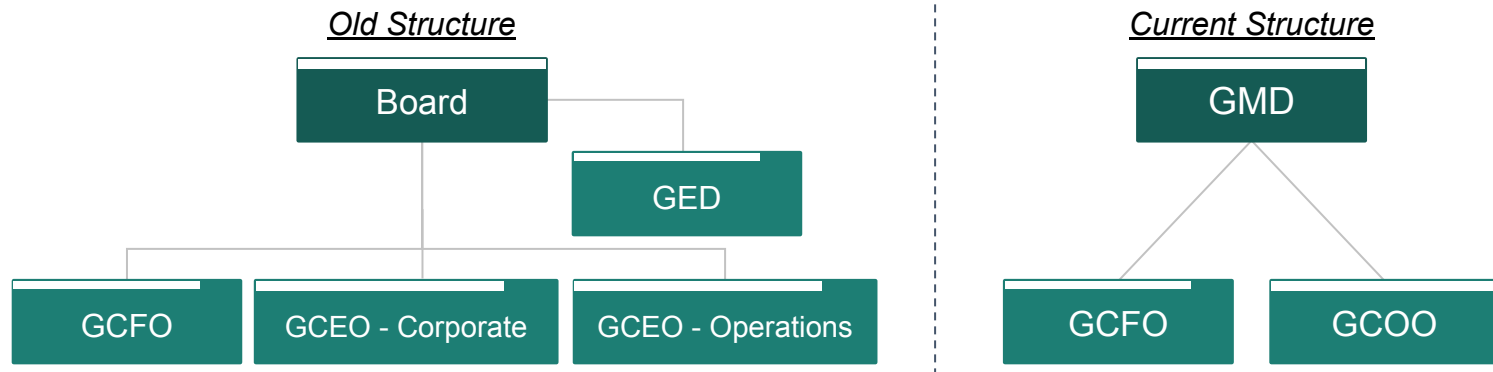 Old Structure
Board
GED
GCFO
GCEO - Corporate
GCEO - Operations
Current Structure
GMD
GCFO
GCOO